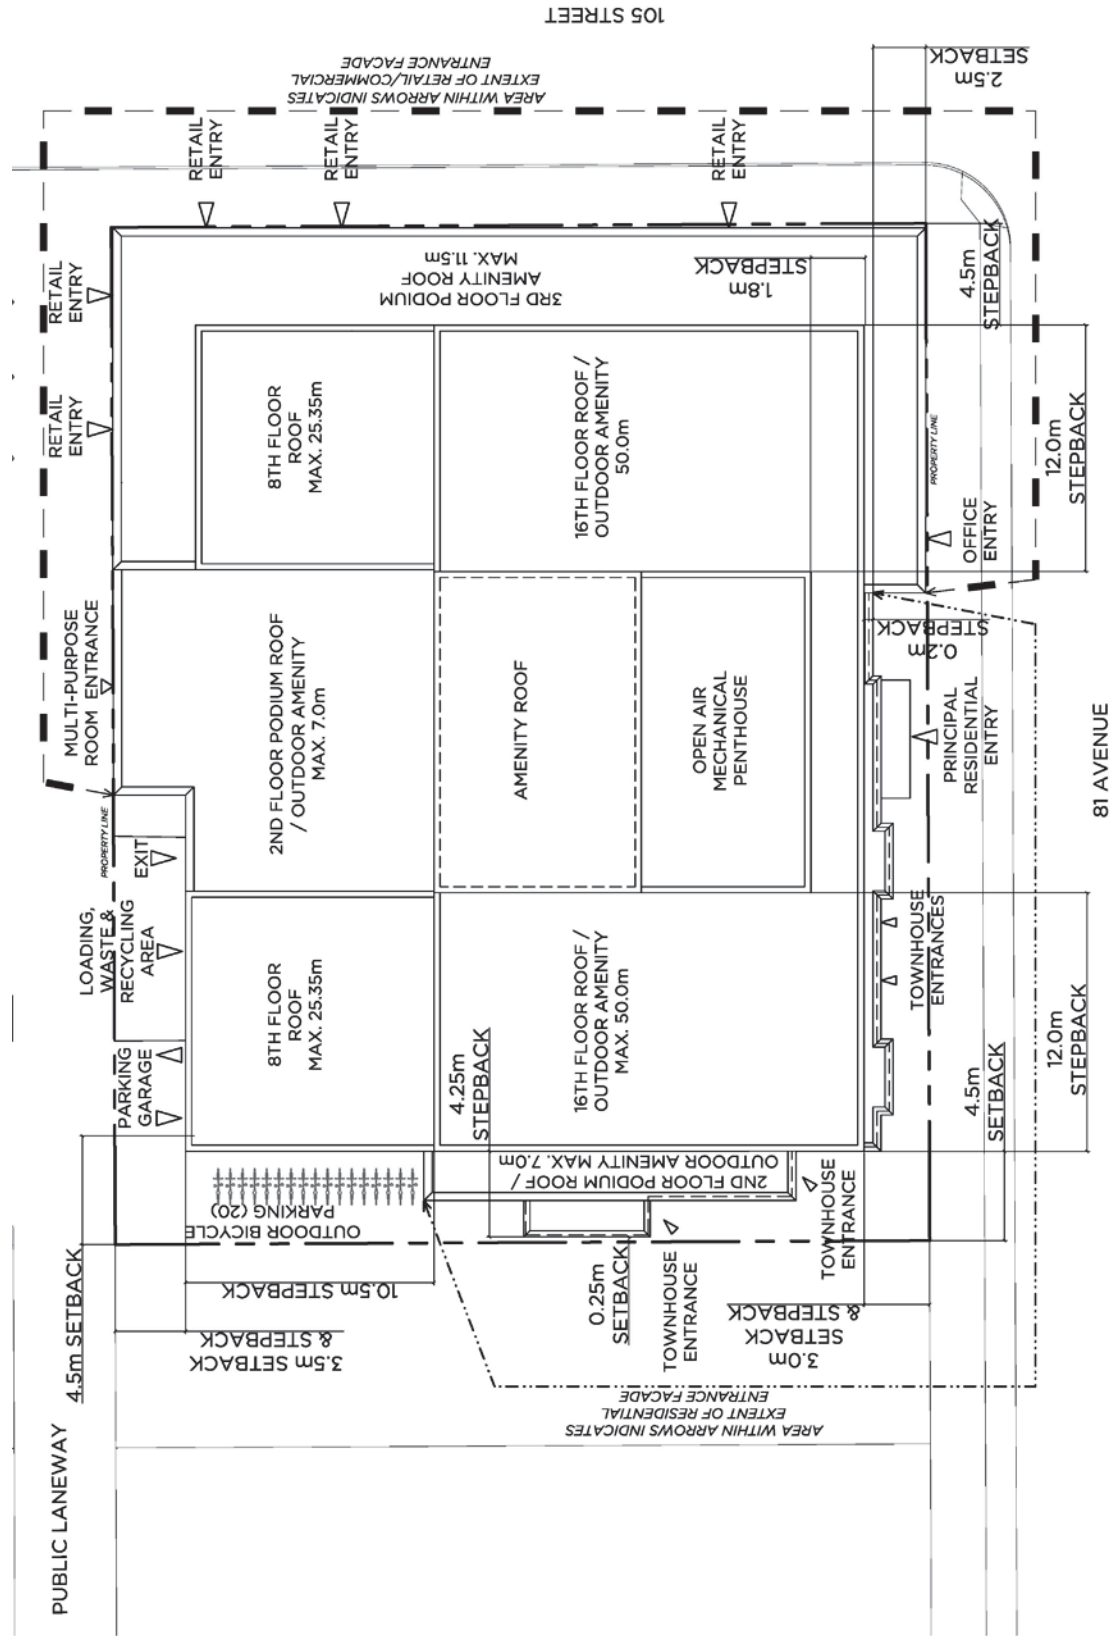 PUBLIC LANEWAY
4.5m SETBACK
3.5m SETBACK
& STEPBACK
10.5m STEPBACK
OUTDOOR BICYCLE
PARKING (20)
PARKING
GARAGE
LOADING,
WASTE &
RECYCLING
AREA
EXIT
PROPERTY LINE
MULTI-PURPOSE
ROOM ENTRANCE
RETAIL
ENTRY
RETAIL
ENTRY
RETAIL
ENTRY
RETAIL
ENTRY
RETAIL
ENTRY
AREA WITHIN ARROWS INDICATES
EXTENT OF RETAIL/COMMERCIAL
ENTRANCE FACADE
105 STREET
8TH FLOOR
ROOF
MAX. 25.35m
2ND FLOOR PODIUM ROOF
/ OUTDOOR AMENITY
MAX. 7.0m
8TH FLOOR
ROOF
MAX. 25.35m
3RD FLOOR PODIUM
AMENITY ROOF
MAX. 11.5m
4.25m
STEPBACK
16TH FLOOR ROOF /
OUTDOOR AMENITY
MAX. 50.0m
AMENITY ROOF
OPEN AIR
MECHANICAL
PENTHOUSE
16TH FLOOR ROOF /
OUTDOOR AMENITY
50.0m
1.8m
STEPBACK
2ND FLOOR PODIUM ROOF /
OUTDOOR AMENITY MAX. 7.0m
0.25m
SETBACK
TOWNHOUSE
ENTRANCE
TOWNHOUSE
ENTRANCE
3.0m
SETBACK
& STEPBACK
AREA WITHIN ARROWS INDICATES
EXTENT OF RESIDENTIAL
ENTRANCE FACADE
TOWNHOUSE
ENTRANCES
PRINCIPAL
RESIDENTIAL
ENTRY
0.2m
STEPBACK
OFFICE
ENTRY
PROPERTY LINE
4.5m
STEPBACK
2.5m
SETBACK
4.5m
SETBACK
12.0m
STEPBACK
12.0m
STEPBACK
81 AVENUE